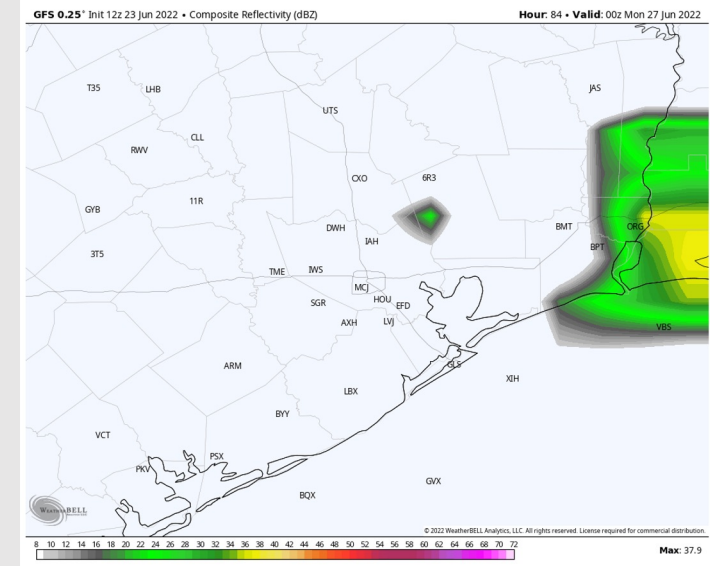 GFS 0.25° Init 12z 23 Jun 2022 • Composite Reflectivity (dBZ)
Hour: 84 • Valid: 00z Mon 27 Jun 2022
T35
LHB
JAS
UTS
CLL
RWV
CXO
6R3
11R
GYB
DWH
BMT
ORG
IAH
BPT
3T5
TME
IWS
MCJ
SGR
HOU
EFD
AXH
LVJ
VBS
ARM
GLS
XIH
LBX
BYY
VCT
PSX
PKV
GVX
BQX
WeatherBELL
© 2022 WeatherBELL Analytics, LLC. All rights reserved. License required for commercial distribution.
8 10 12 14 16 18 20 22 24 26 28 30 32 34 36 38 40 42 44 46 48 50 52 54 56 58 60 62 64 66 68 70 72
Max: 37.9